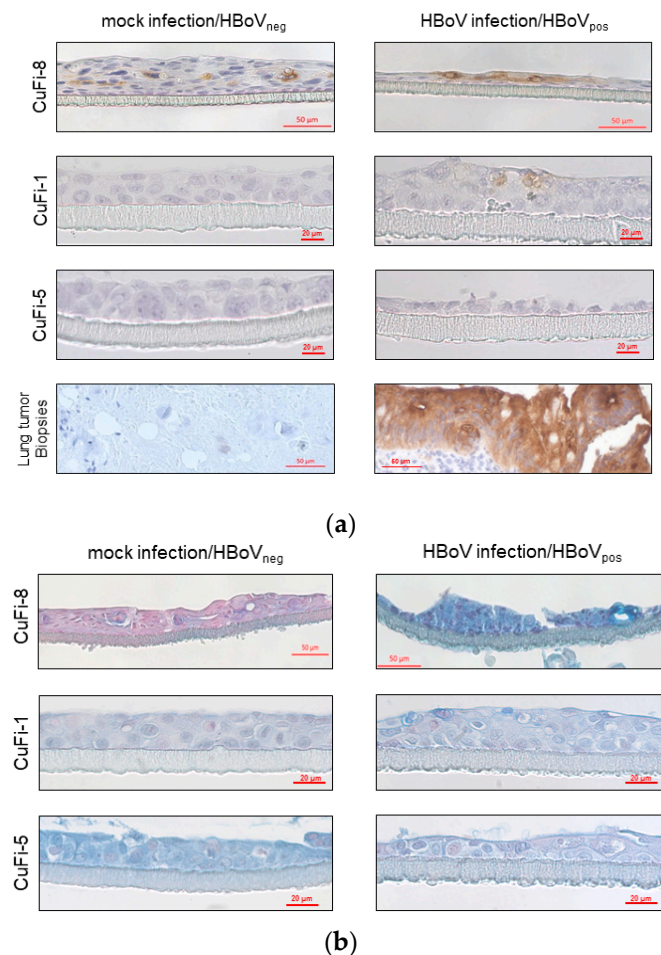 mock infection/HBoVneg HBoV infection/HBoVpos
CuFi-8
50 µm
50 µm
CuFi-1
20 µm
20 µm
CuFi-5
20 µm
20 µm
Lung tumor
Biopsies
50 µm
60 µm
(a)
mock infection/HBoVneg HBoV infection/HBoVpos
CuFi-8
50 µm
50 µm
CuFi-1
20 µm
20 µm
CuFi-5
20 µm
20 µm
(b)